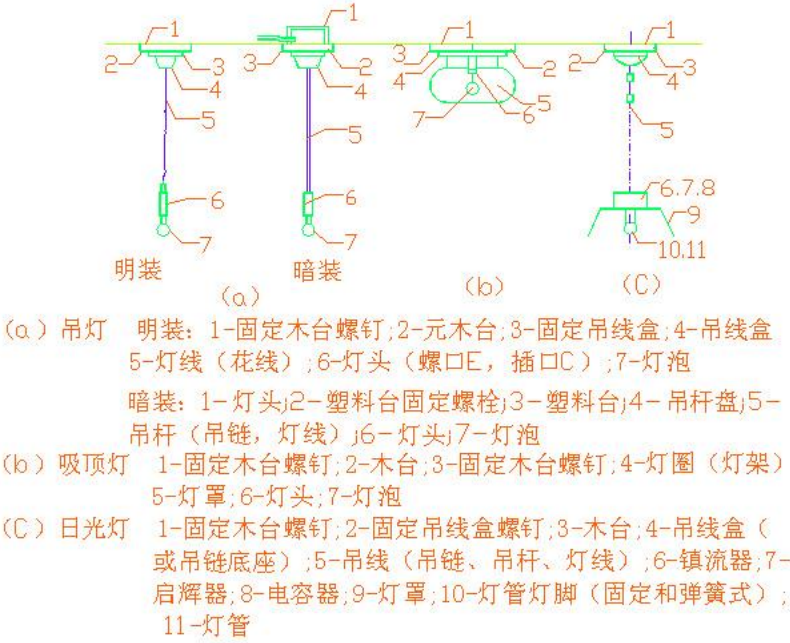 1 1 1 1
2 3 3 2 3 2 3
4 4 4 5 2 4
5 5 7 6 5
6 6 6.7.8
9
7 7 10.11
明装 暗装
(a) (b) (C)
(a)吊灯 明装：1-固定木台螺钉;2-元木台;3-固定吊线盒;4-吊线盒
5-灯线(花线);6-灯头(螺口E，插口C);7-灯泡
暗装：1-灯头;2-塑料台固定螺栓;3-塑料台;4-吊杆盘;5-
吊杆(吊链，灯线);6-灯头;7-灯泡
(b)吸顶灯 1-固定木台螺钉;2-木台;3-固定木台螺钉;4-灯圈(灯架)
5-灯罩;6-灯头;7-灯泡
(C)日光灯 1-固定木台螺钉;2-固定吊线盒螺钉;3-木台;4-吊线盒(
或吊链底座);5-吊线(吊链、吊杆、灯线);6-镇流器;7-
启辉器;8-电容器;9-灯罩;10-灯管灯脚(固定和弹簧式);
11-灯管